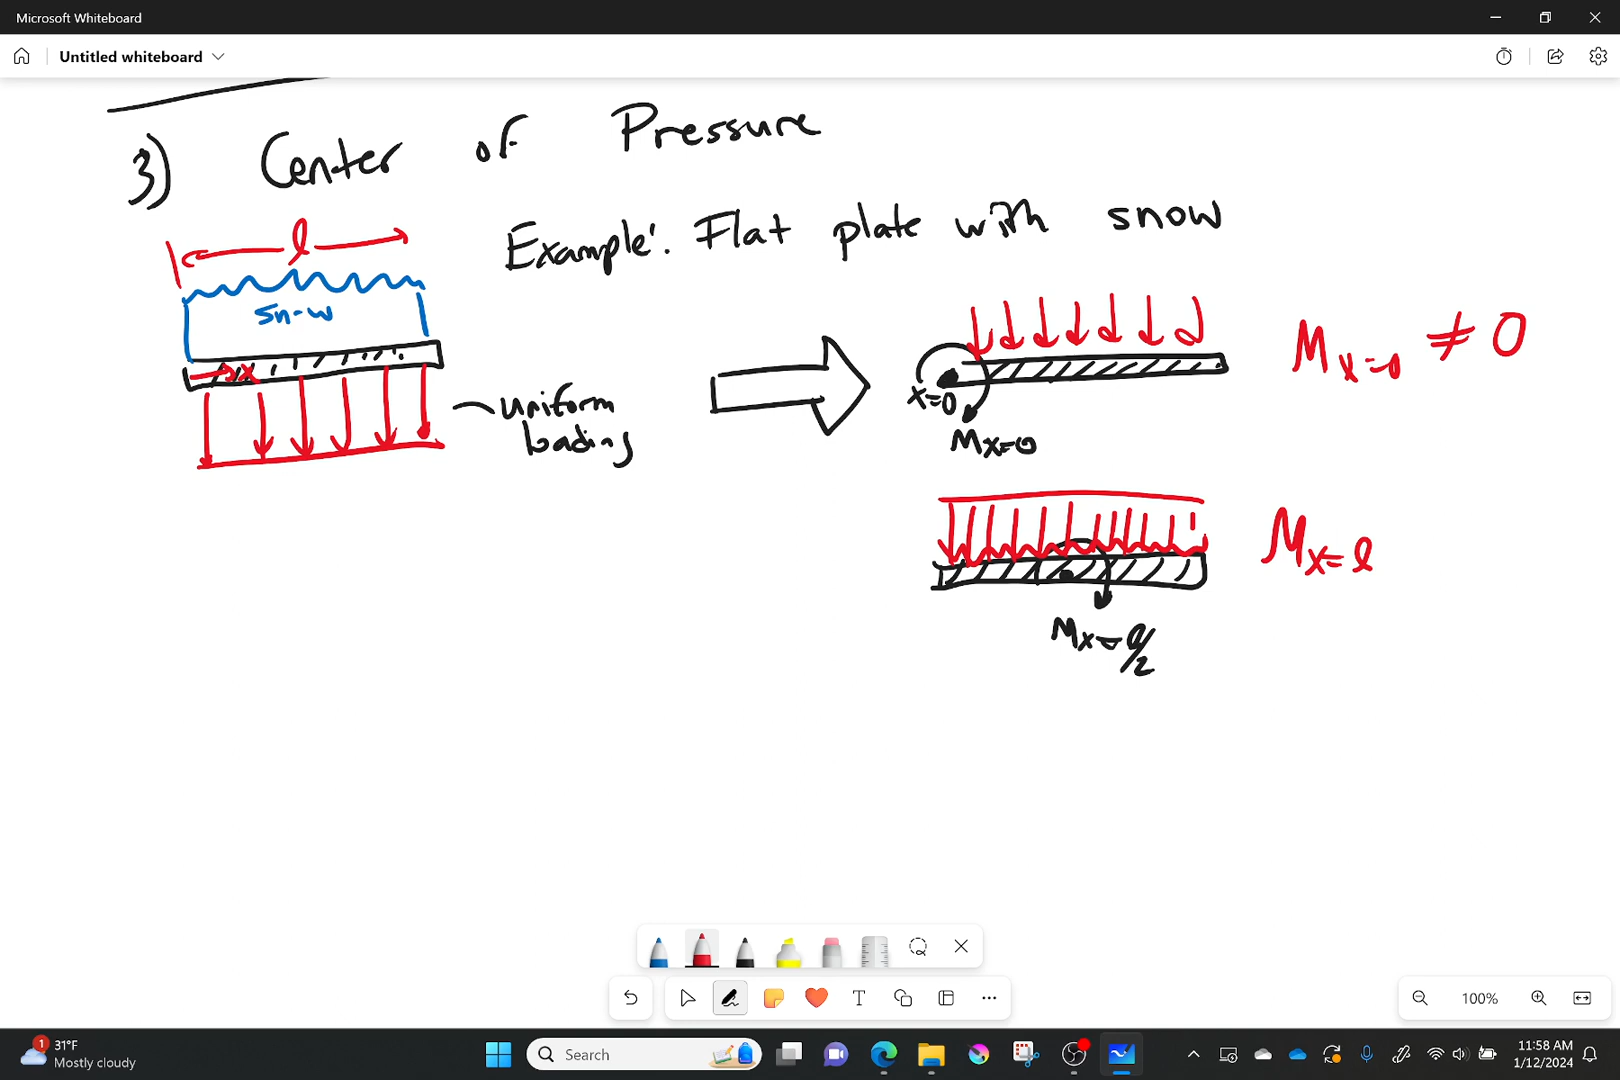 Microsoft Whiteboard
Untitled whiteboard
3) Center of Pressure
Example: Flat plate with snow
l
snow
x
uniform
loading
x=0
Mx=0
Mx=0 ≠ 0
Mx=l
Mx=l/2
100%
1
31°F
Mostly cloudy
Search
11:58 AM
1/12/2024